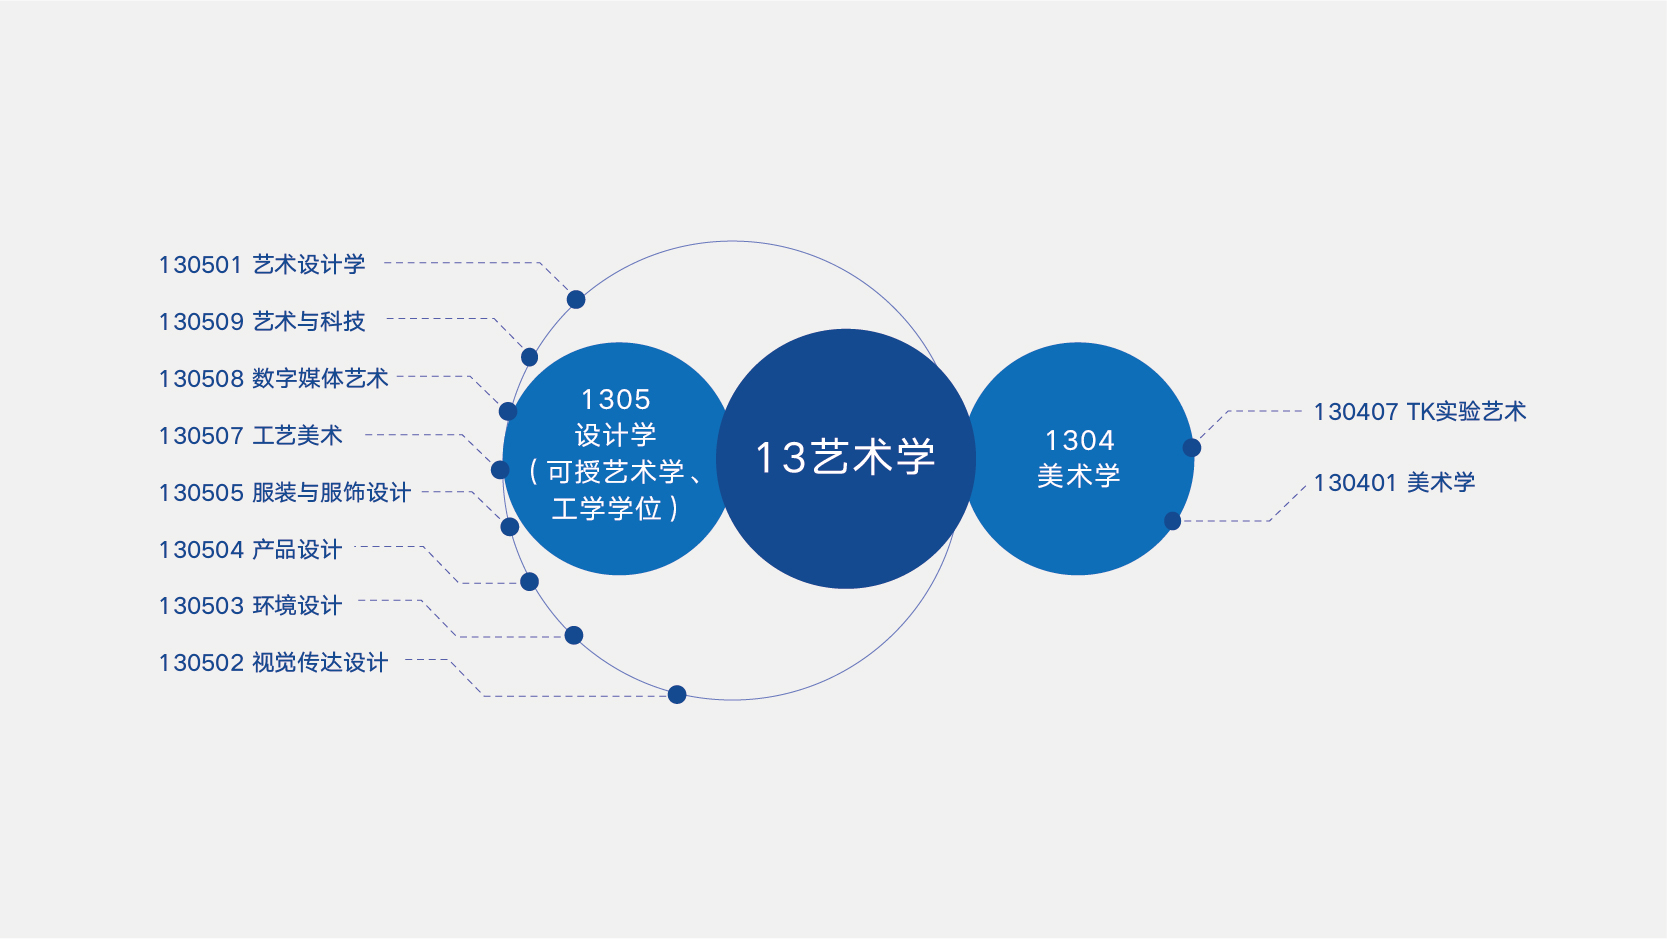 130501 艺术设计学
130509 艺术与科技
130508 数字媒体艺术
130507 工艺美术
130505 服装与服饰设计
130504 产品设计
130503 环境设计
130502 视觉传达设计
1305
设计学
（可授艺术学、
工学学位）
13艺术学
1304
美术学
130407 TK实验艺术
130401 美术学